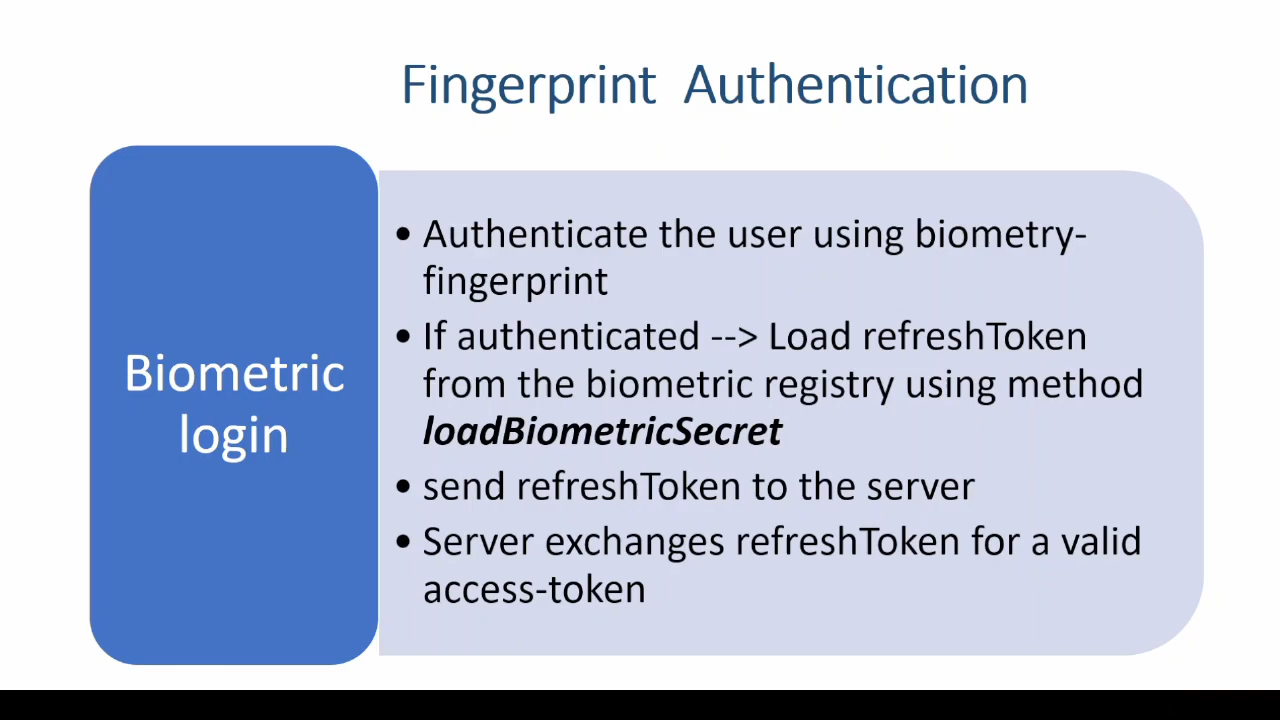 Fingerprint Authentication
Biometric
login
• Authenticate the user using biometry-
fingerprint
• If authenticated --> Load refreshToken
from the biometric registry using method
loadBiometricSecret
• send refreshToken to the server
• Server exchanges refreshToken for a valid
access-token